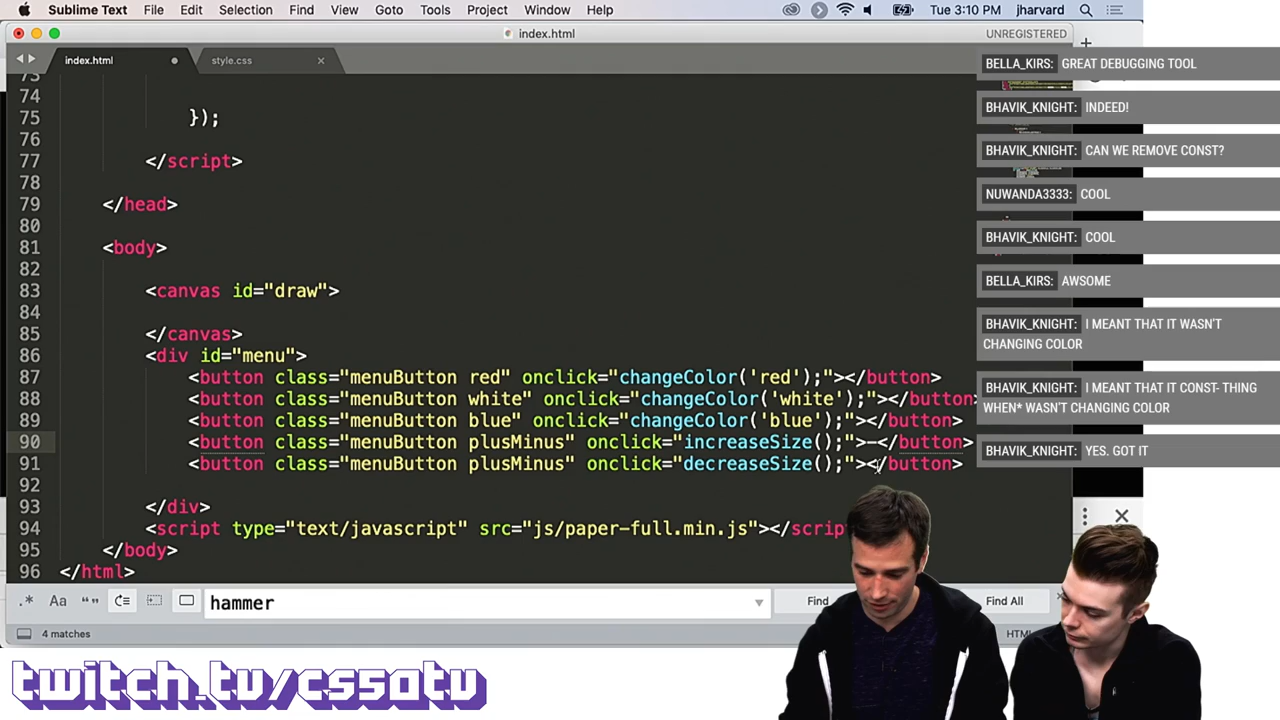 Sublime Text File Edit Selection Find View Goto Tools Project Window Help Tue 3:10 PM jharvard
index.html UNREGISTERED
index.html style.css
73
74
75 });
76
77 </script>
78
79 </head>
80
81 <body>
82
83 <canvas id="draw">
84
85 </canvas>
86 <div id="menu">
87 <button class="menuButton red" onclick="changeColor('red');"></button>
88 <button class="menuButton white" onclick="changeColor('white');"></button>
89 <button class="menuButton blue" onclick="changeColor('blue');"></button>
90 <button class="menuButton plusMinus" onclick="increaseSize();">-</button>
91 <button class="menuButton plusMinus" onclick="decreaseSize();"></button>
92
93 </div>
94 <script type="text/javascript" src="js/paper-full.min.js"></scrip
95 </body>
96 </html>
.* Aa “” hammer Find Find All
4 matches HTML
BELLA_KIRS: GREAT DEBUGGING TOOL
BHAVIK_KNIGHT: INDEED!
BHAVIK_KNIGHT: CAN WE REMOVE CONST?
NUWANDA3333: COOL
BHAVIK_KNIGHT: COOL
BELLA_KIRS: AWSOME
BHAVIK_KNIGHT: I MEANT THAT IT WASN'T
CHANGING COLOR
BHAVIK_KNIGHT: I MEANT THAT IT CONST- THING
WHEN* WASN'T CHANGING COLOR
BHAVIK_KNIGHT: YES. GOT IT
twitch.tv/cs50tv